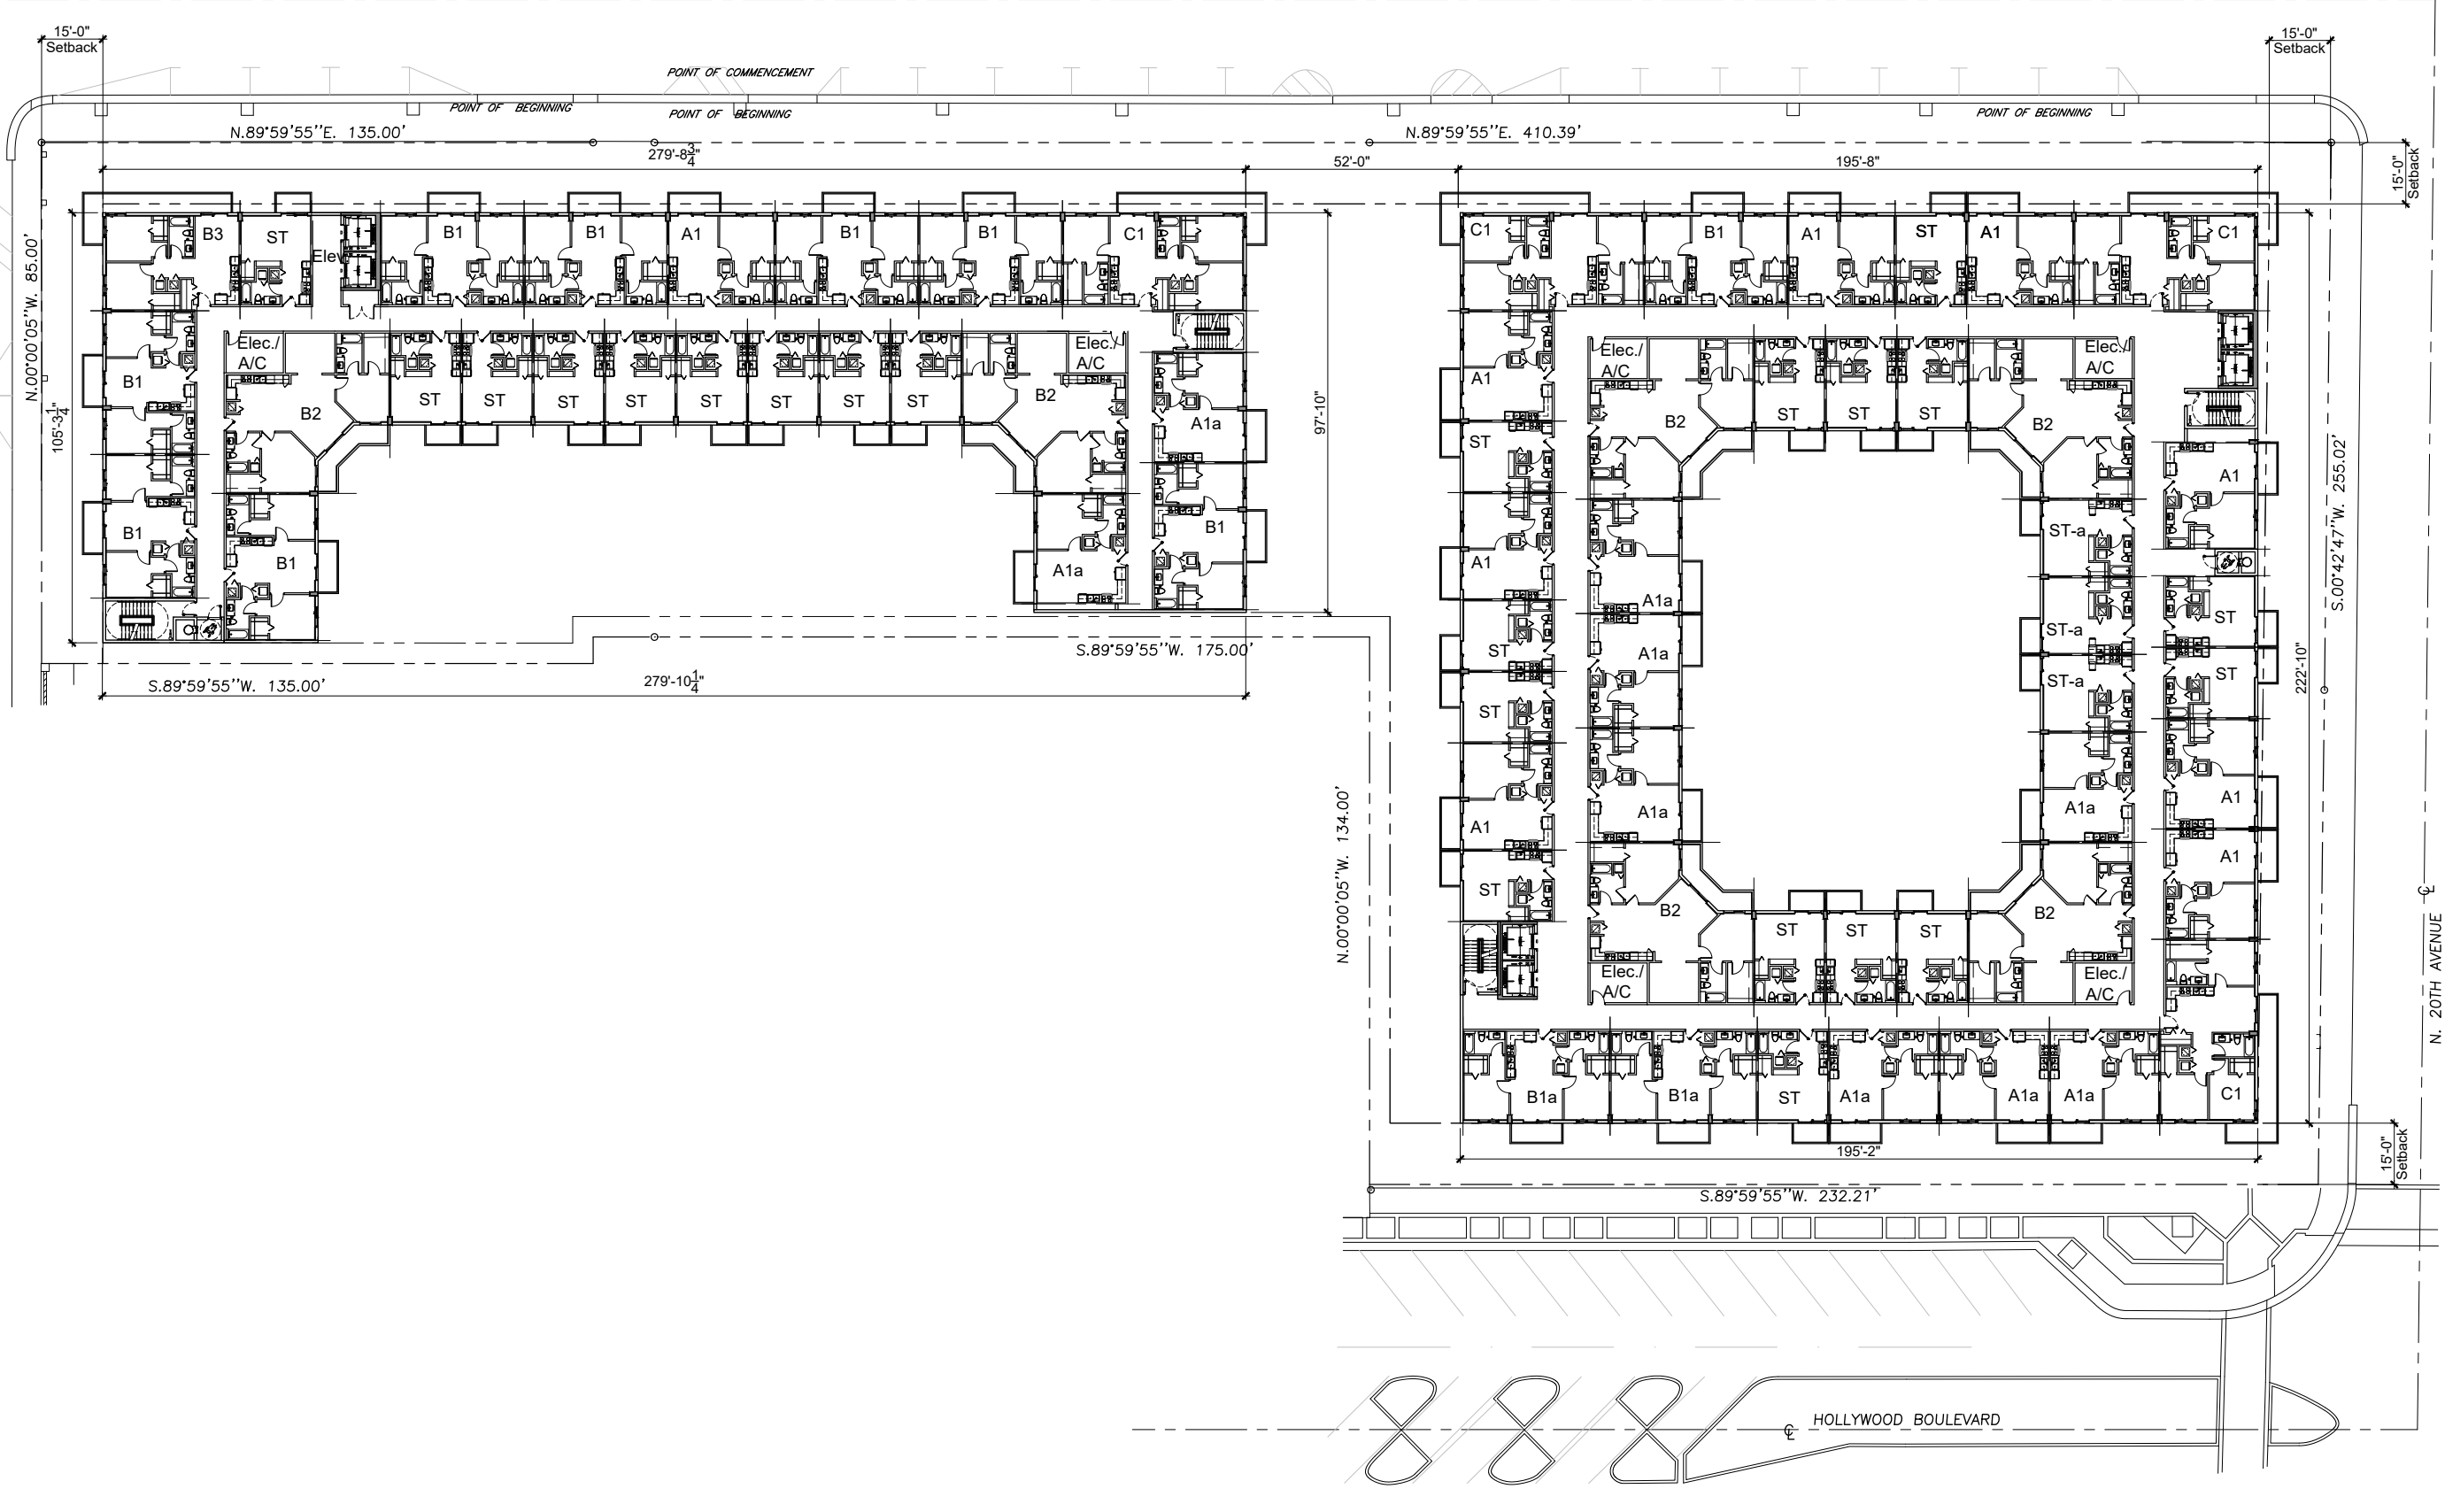 15'-0"
Setback
15'-0"
Setback
POINT OF COMMENCEMENT
POINT OF BEGINNING
POINT OF BEGINNING
POINT OF BEGINNING
N.89°59'55''E. 135.00'
N.89°59'55''E. 410.39'
279'-8 3/4"
52'-0"
195'-8"
15'-0"
Setback
N.00°00'05''W. 85.00'
105'-3 1/4"
B3
ST
Elev
B1
B1
A1
B1
B1
C1
Elec./
A/C
Elec./
A/C
B1
B2
ST
ST
ST
ST
ST
ST
ST
ST
B2
A1a
B1
B1
A1a
B1
97'-10"
S.89°59'55''W. 175.00'
S.89°59'55''W. 135.00'
279'-10 1/4"
C1
B1
A1
ST
A1
C1
Elec./
A/C
Elec./
A/C
A1
B2
ST
ST
ST
B2
ST
A1
ST-a
A1
A1a
ST-a
ST
ST
A1a
ST-a
ST
ST
A1a
A1a
A1
A1
A1
ST
B2
ST
ST
ST
B2
Elec./
A/C
Elec./
A/C
B1a
B1a
ST
A1a
A1a
A1a
C1
S.00°42'47''W. 255.02'
222'-10"
N.00°00'05''W. 134.00'
N. 20TH AVENUE
195'-2"
15'-0"
Setback
S.89°59'55''W. 232.21'
HOLLYWOOD BOULEVARD